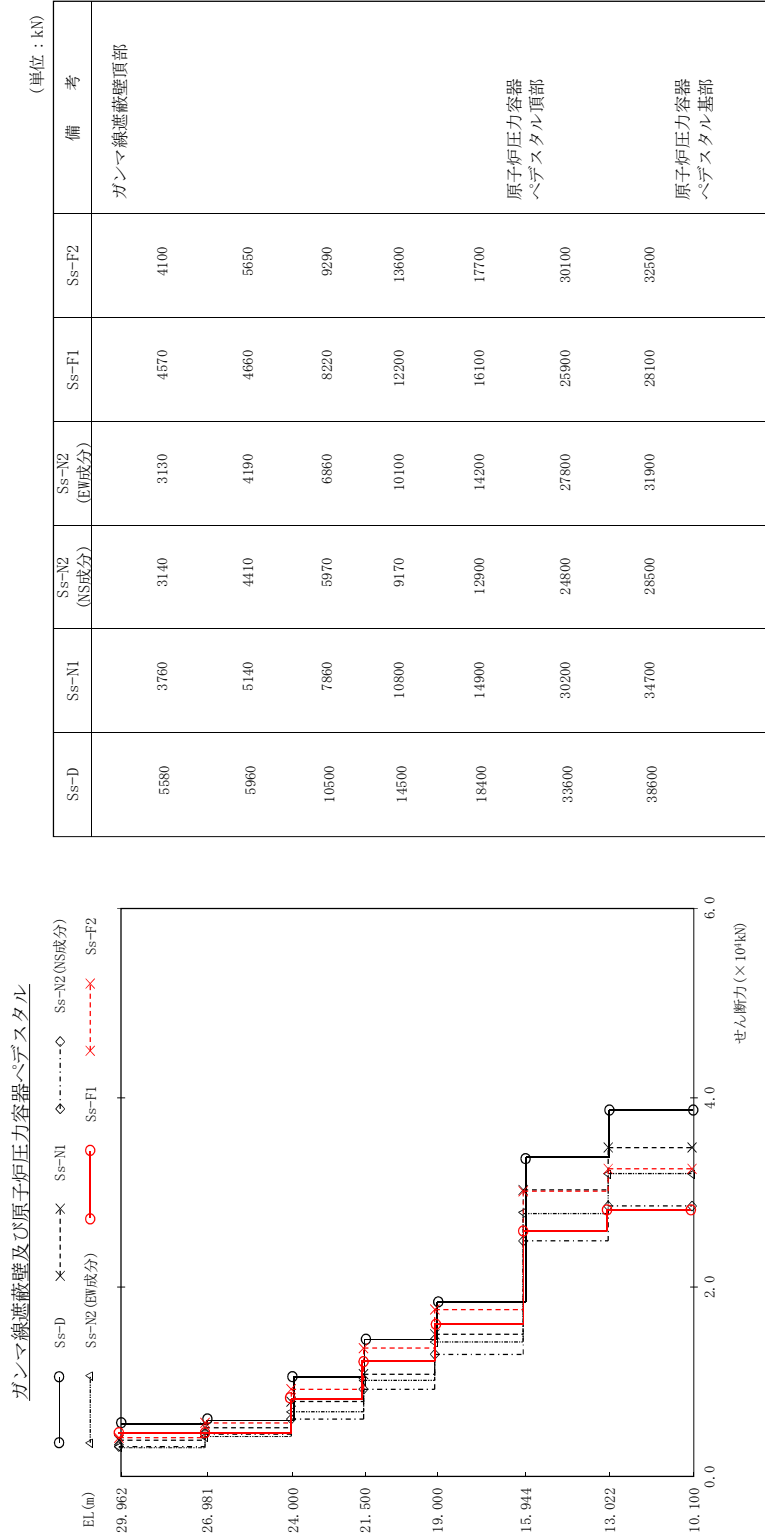 ガンマ線遮蔽壁及び原子炉圧力容器ペデスタル
Ss-D Ss-N1 Ss-N2(NS成分)
Ss-N2(EW成分) Ss-F1 Ss-F2
EL(m)
29.962
26.981
24.000
21.500
19.000
15.944
13.022
10.100
0.0 2.0 4.0 6.0
せん断力(×10⁴kN)
(単位:kN)
Ss-D Ss-N1 Ss-N2 Ss-N2 Ss-F1 Ss-F2 備 考
(NS成分) (EW成分)
ガンマ線遮蔽壁頂部
5580 3760 3140 3130 4570 4100
5960 5140 4410 4190 4660 5650
10500 7860 5970 6860 8220 9290
14500 10800 9170 10100 12200 13600
18400 14900 12900 14200 16100 17700
原子炉圧力容器
ペデスタル頂部
33600 30200 24800 27800 25900 30100
38600 34700 28500 31900 28100 32500
原子炉圧力容器
ペデスタル基部